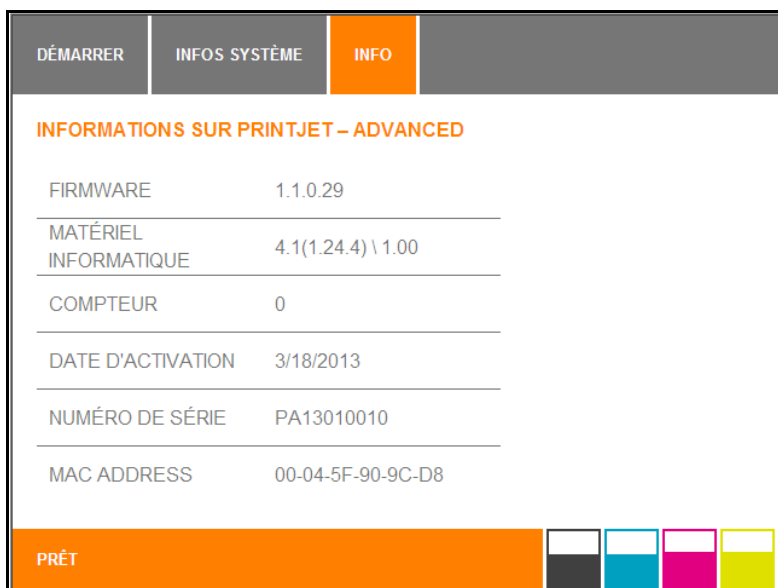 DÉMARRER INFOS SYSTÈME INFO
INFORMATIONS SUR PRINTJET – ADVANCED
FIRMWARE 1.1.0.29
MATÉRIEL
INFORMATIQUE 4.1(1.24.4) \ 1.00
COMPTEUR 0
DATE D'ACTIVATION 3/18/2013
NUMÉRO DE SÉRIE PA13010010
MAC ADDRESS 00-04-5F-90-9C-D8
PRÊT